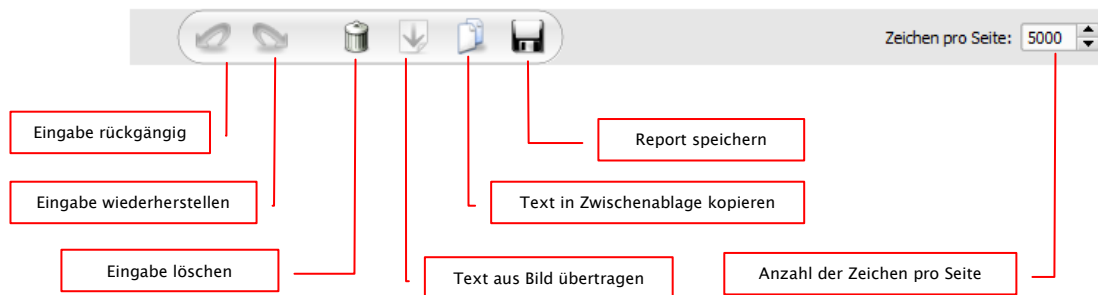 Zeichen pro Seite: 5000
Eingabe rückgängig
Report speichern
Eingabe wiederherstellen
Text in Zwischenablage kopieren
Eingabe löschen
Text aus Bild übertragen
Anzahl der Zeichen pro Seite